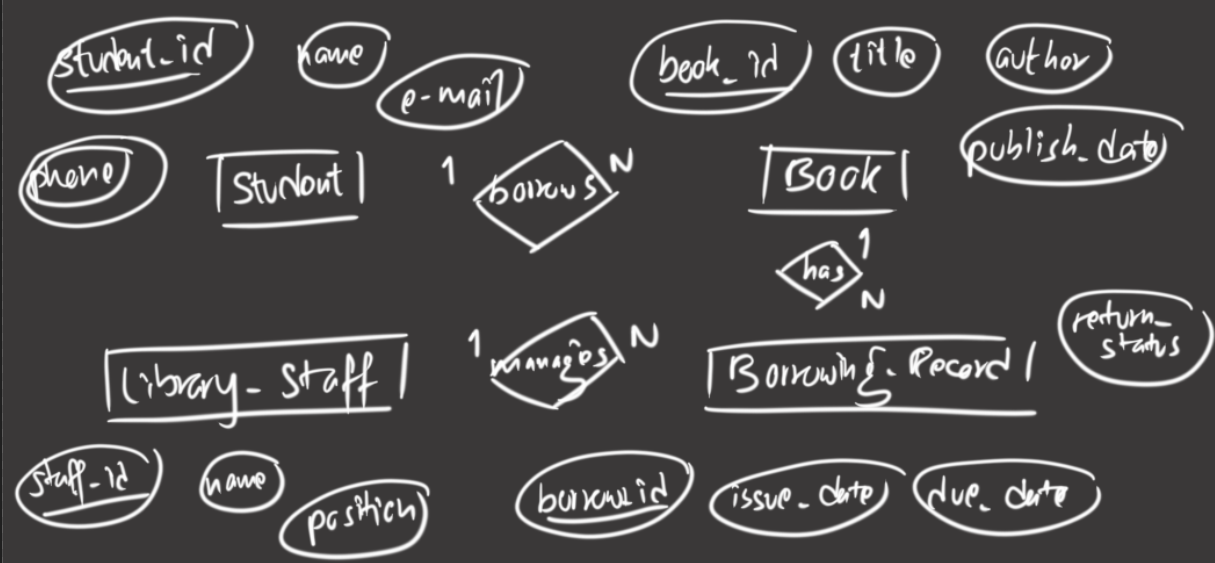 student_id
name
e-mail
book_id
title
author
phone
Student
1
borrows
N
Book
publish_date
has
1
N
Library_Staff
1
manages
N
Borrowing_Record
return_
status
staff_id
name
position
borrow_id
issue_date
due_date